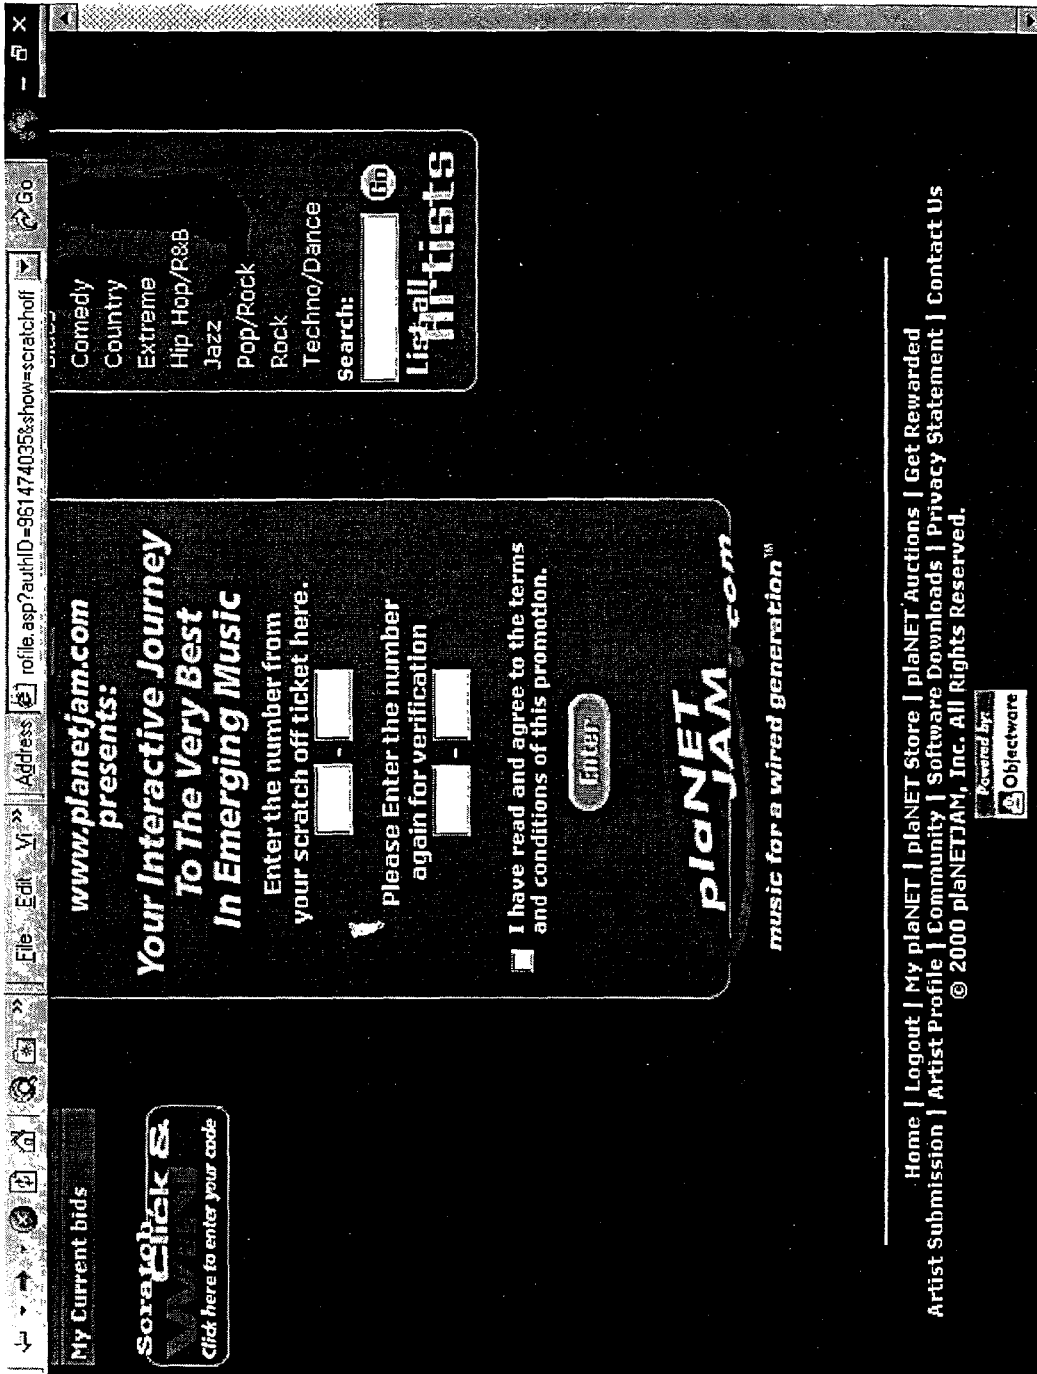 File Edit Vi » Address rofile.asp?authID=961474035&show=scratchoff Go
My Current bids
Scratch,
Click &
WIN
Click here to enter your code
www.planetjam.com
presents:
Your Interactive Journey
To The Very Best
In Emerging Music
Enter the number from
your scratch off ticket here.
-
Please Enter the number
again for verification
-
I have read and agree to the terms
and conditions of this promotion.
Enter
plaNET
JAM.com
music for a wired generation™
Comedy
Country
Extreme
Hip Hop/R&B
Jazz
Pop/Rock
Rock
Techno/Dance
Search:
Go
List all
Artists
Home | Logout | My plaNET | plaNET Store | plaNET Auctions | Get Rewarded
Artist Submission | Artist Profile | Community | Software Downloads | Privacy Statement | Contact Us
© 2000 plaNETJAM, Inc. All Rights Reserved.
Powered by:
Objectware